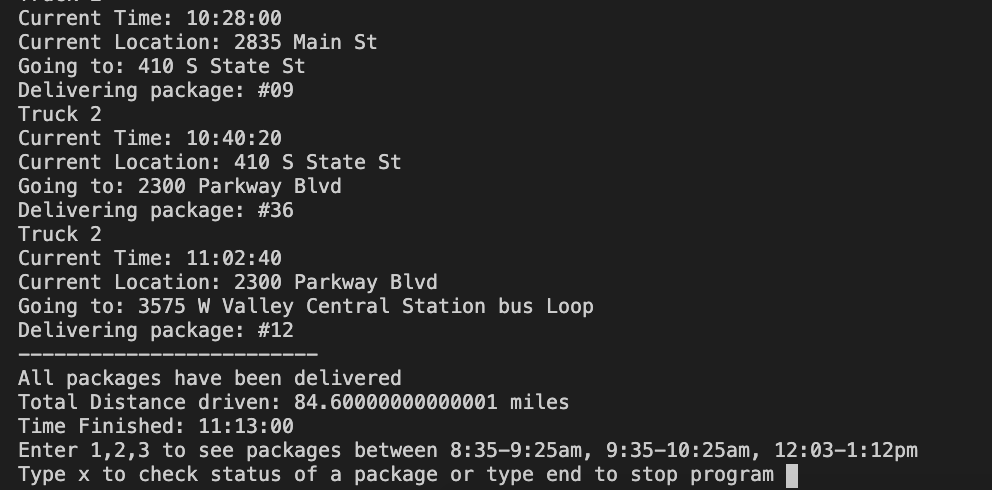 Truck 2
Current Time: 10:28:00
Current Location: 2835 Main St
Going to: 410 S State St
Delivering package: #09
Truck 2
Current Time: 10:40:20
Current Location: 410 S State St
Going to: 2300 Parkway Blvd
Delivering package: #36
Truck 2
Current Time: 11:02:40
Current Location: 2300 Parkway Blvd
Going to: 3575 W Valley Central Station bus Loop
Delivering package: #12
-------------------------
All packages have been delivered
Total Distance driven: 84.60000000000001 miles
Time Finished: 11:13:00
Enter 1,2,3 to see packages between 8:35-9:25am, 9:35-10:25am, 12:03-1:12pm
Type x to check status of a package or type end to stop program